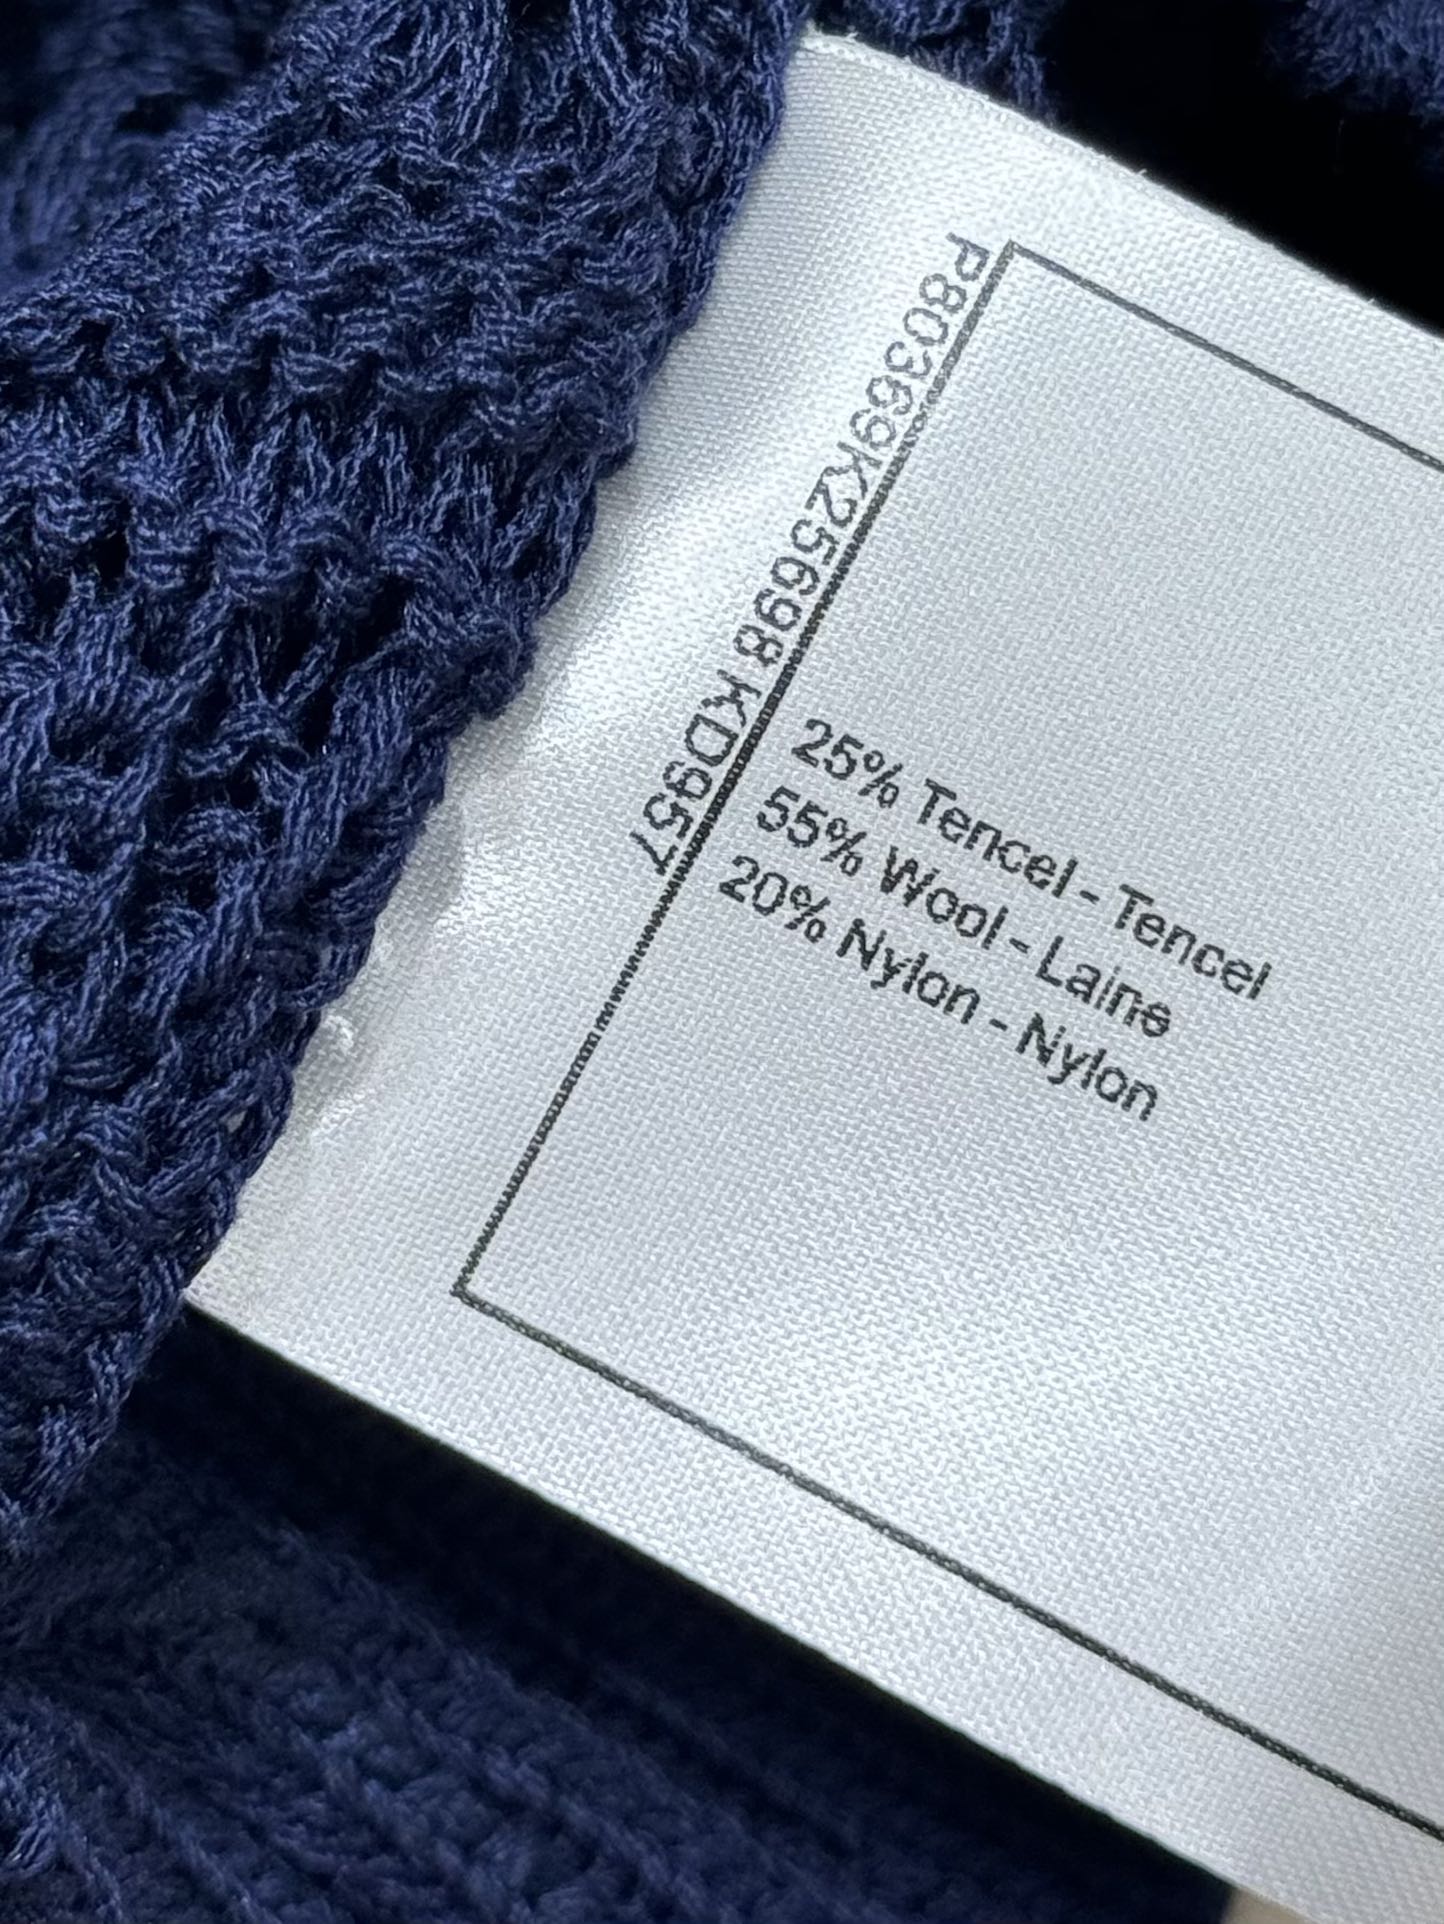 P80369K25698 KD957
25% Tencel - Tencel
55% Wool - Laine
20% Nylon - Nylon